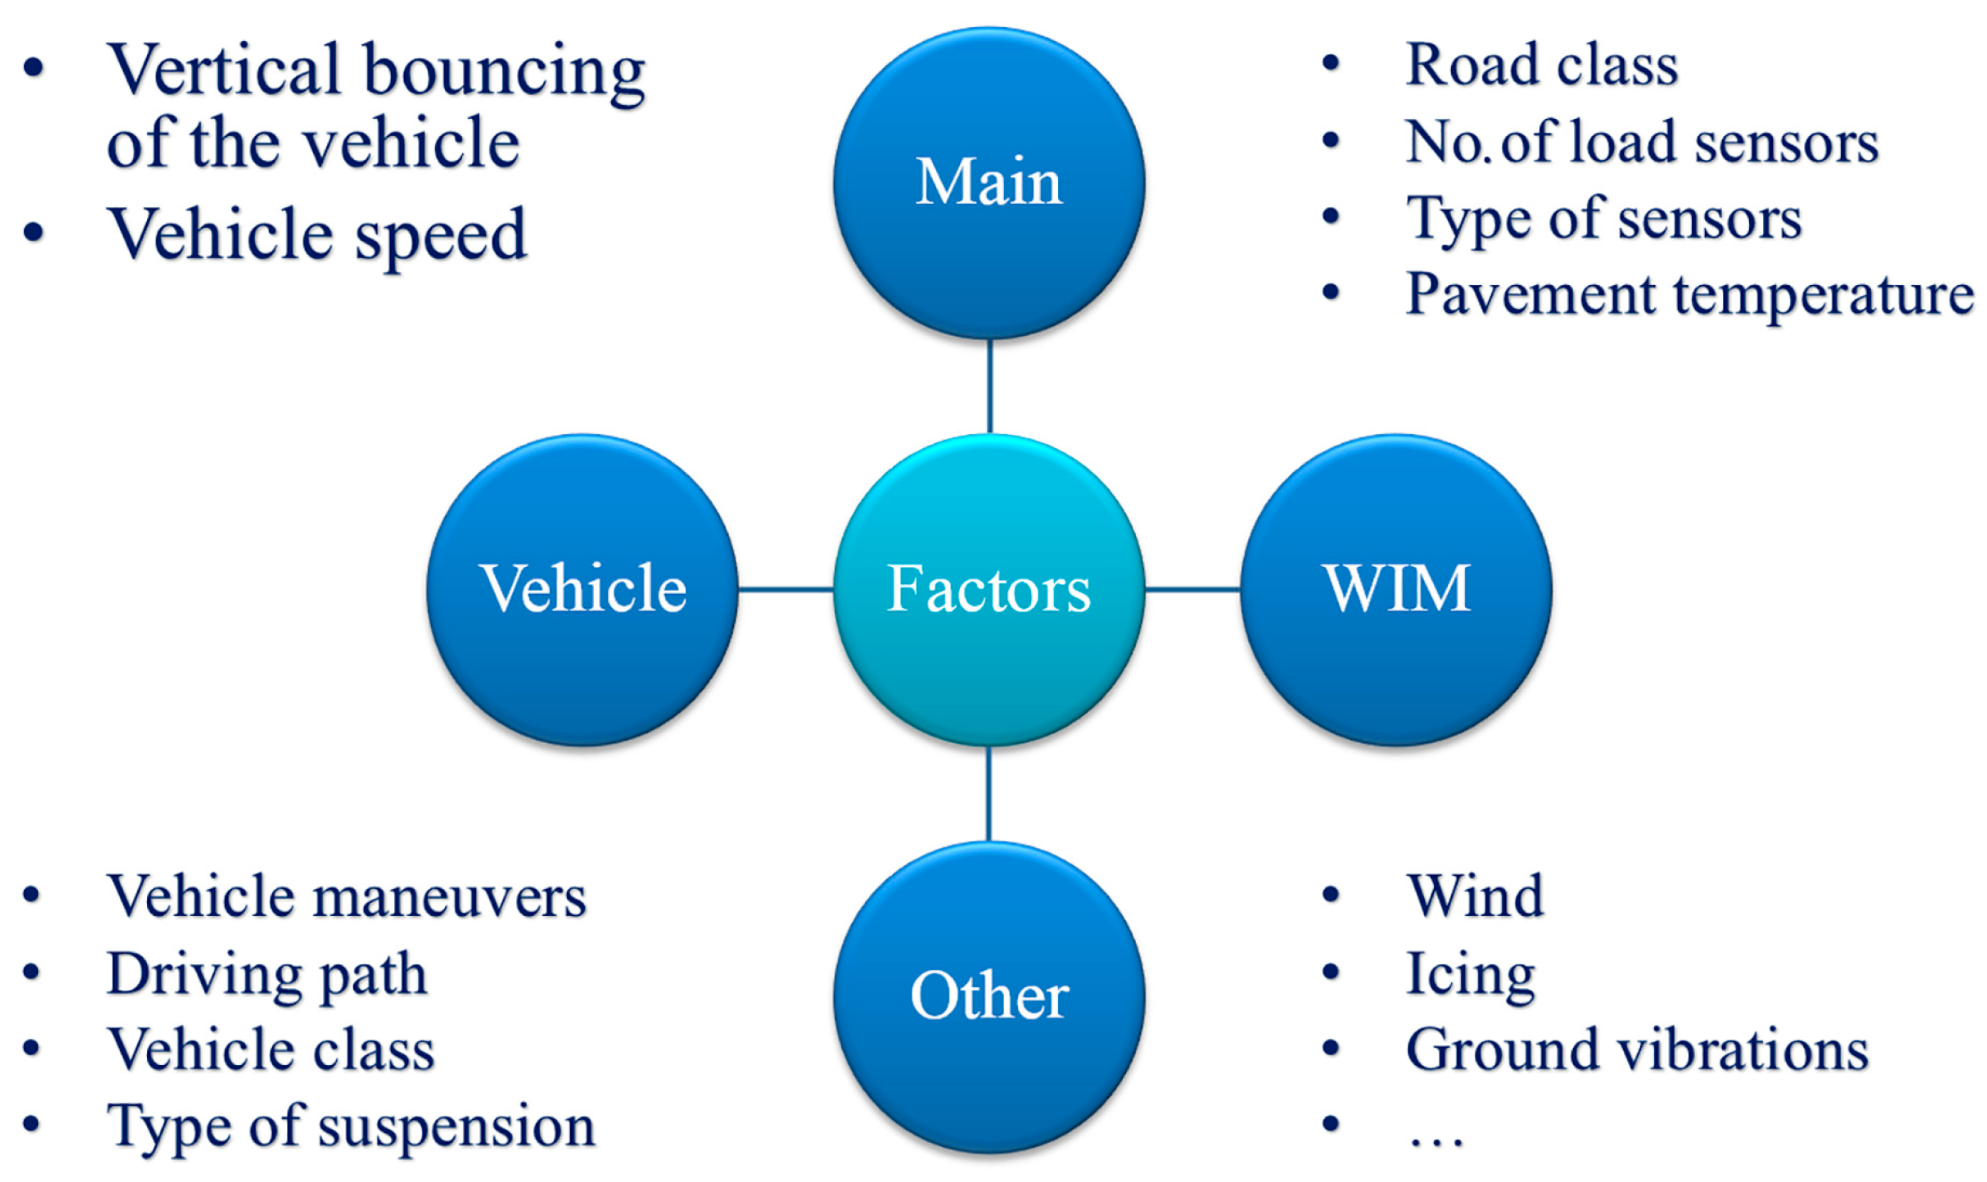 • Vertical bouncing
of the vehicle
• Vehicle speed
Main
• Road class
• No. of load sensors
• Type of sensors
• Pavement temperature
Vehicle
Factors
WIM
• Vehicle maneuvers
• Driving path
• Vehicle class
• Type of suspension
Other
• Wind
• Icing
• Ground vibrations
• …